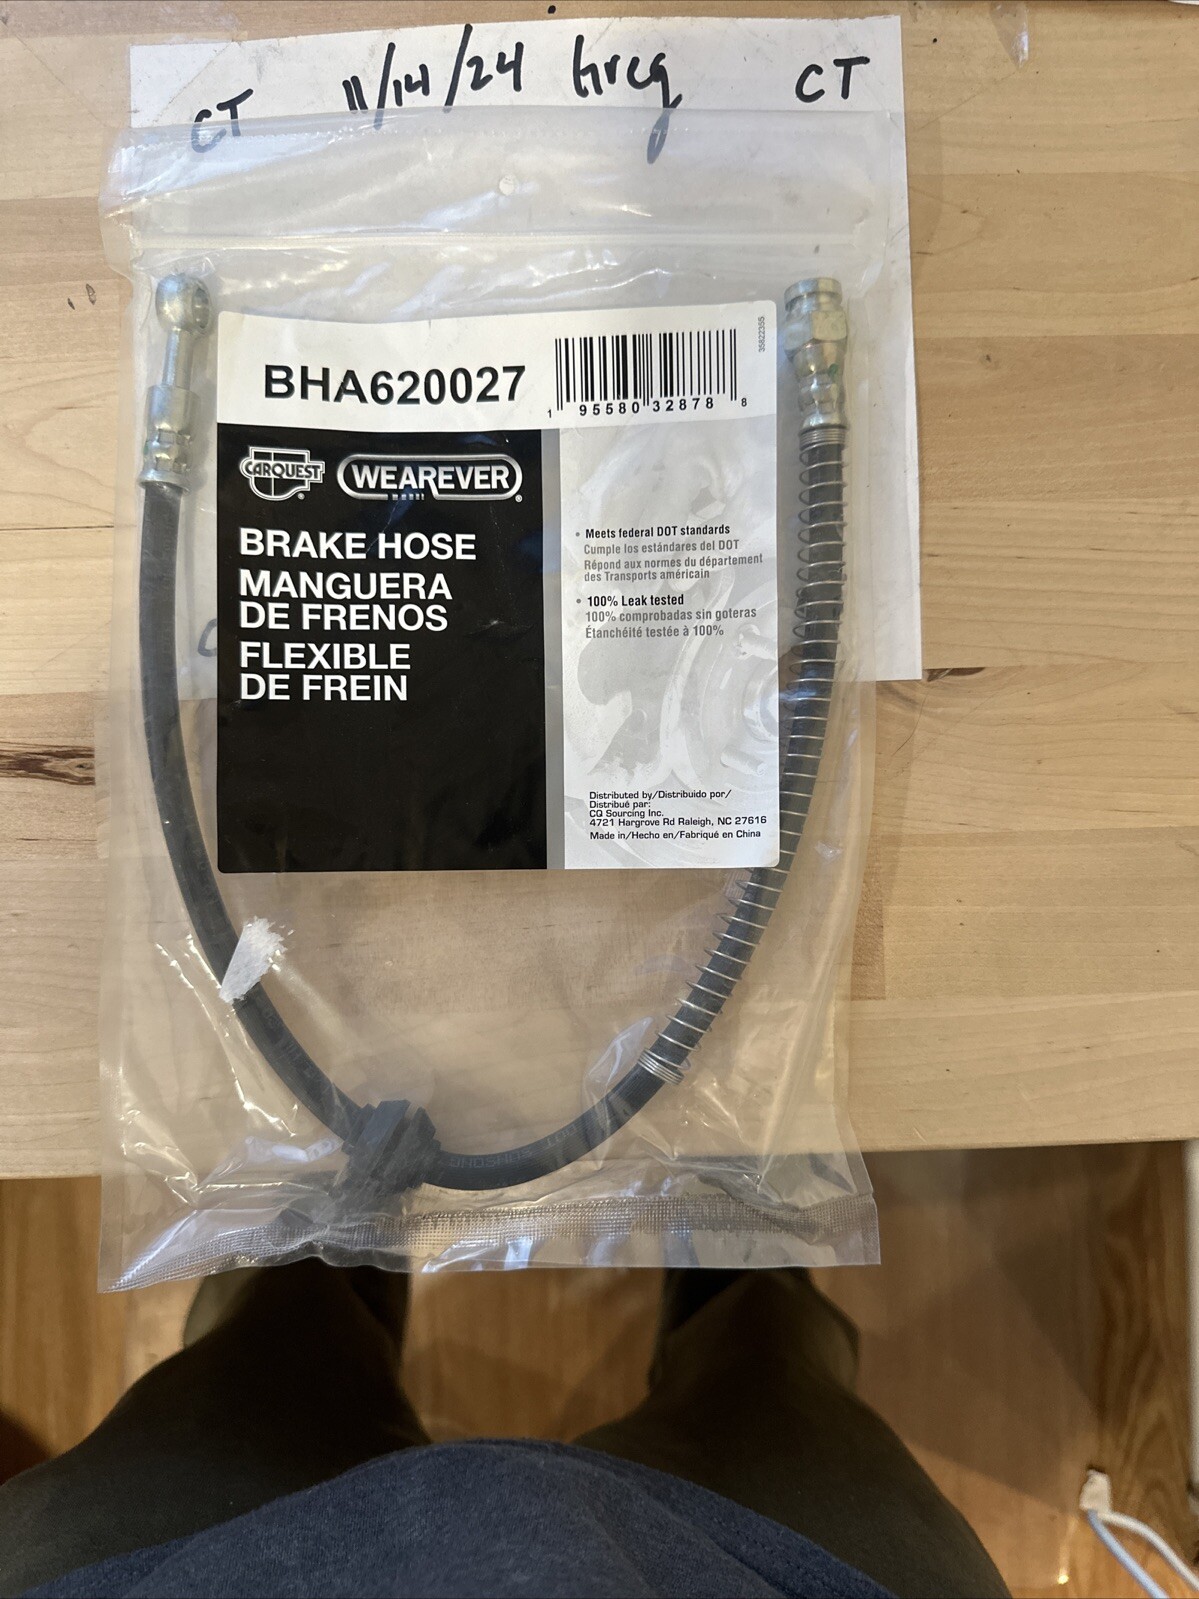 CT 11/14/24 Greg CT
BHA620027
1 95580 32878 8
35822355
CARQUEST
WEAREVER
BRAKE HOSE
MANGUERA
DE FRENOS
FLEXIBLE
DE FREIN
• Meets federal DOT standards
Cumple los estándares del DOT
Répond aux normes du département
des Transports américain
• 100% Leak tested
100% comprobadas sin goteras
Étanchéité testée à 100%
Distributed by/Distribuido por/
Distribué par:
CQ Sourcing Inc.
4721 Hargrove Rd Raleigh, NC 27616
Made in/Hecho en/Fabriqué en China
SUNSONG DOT